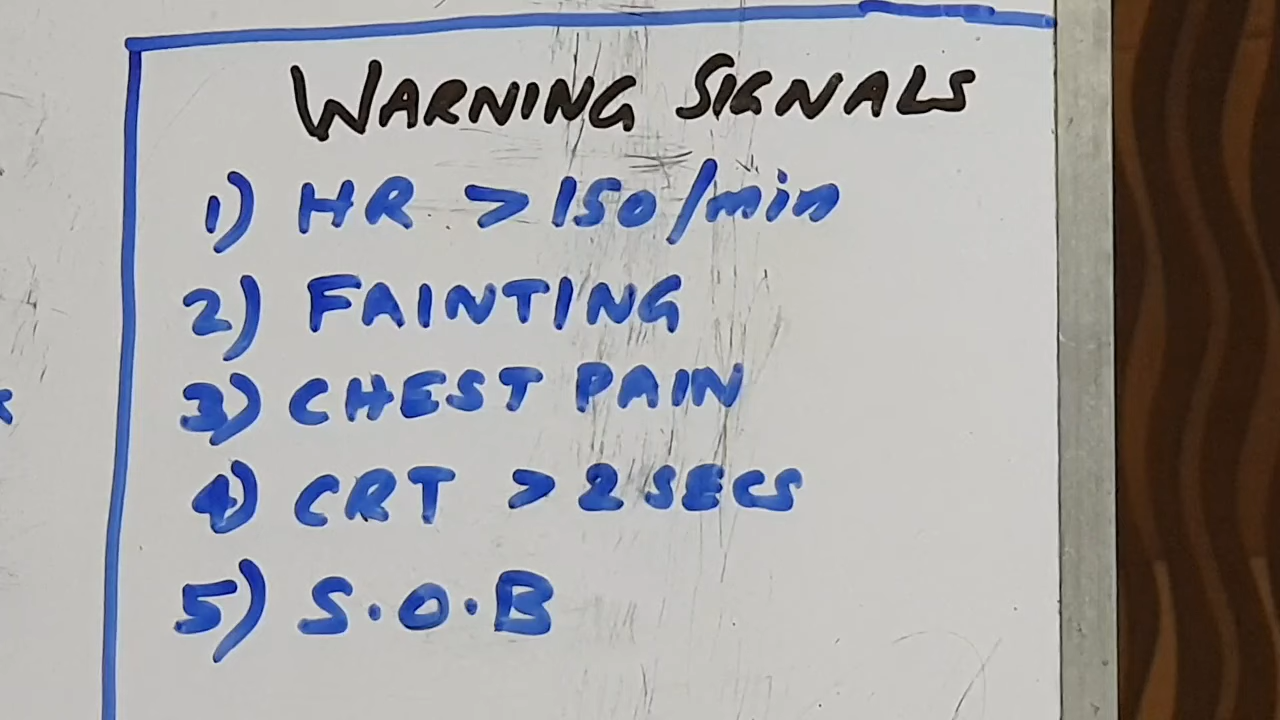 WARNING SIGNALS
1) HR > 150/min
2) FAINTING
3) CHEST PAIN
4) CRT > 2 SECS
5) S.O.B